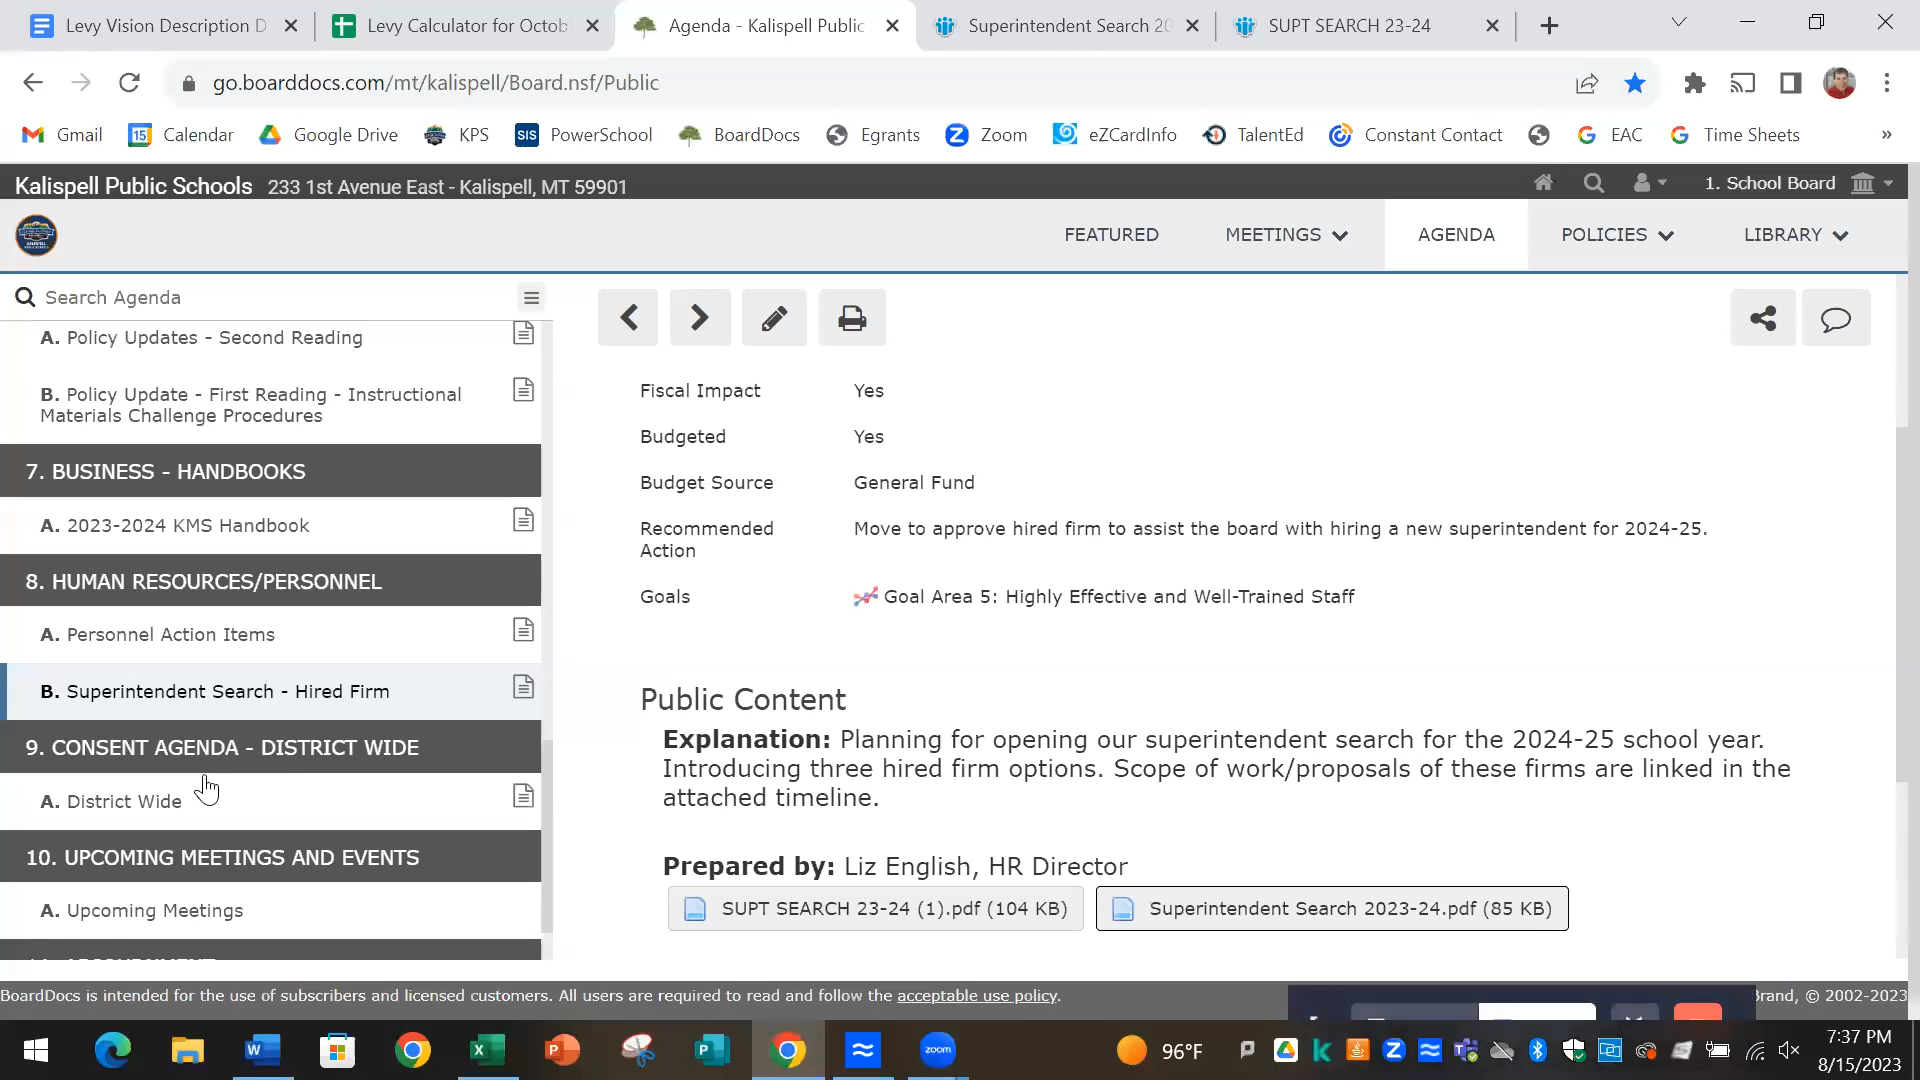 Levy Vision Description D
Levy Calculator for Octob
Agenda - Kalispell Public
Superintendent Search 20
SUPT SEARCH 23-24
go.boarddocs.com/mt/kalispell/Board.nsf/Public
Gmail
15 Calendar
Google Drive
KPS
SIS PowerSchool
BoardDocs
Egrants
Zoom
eZCardInfo
TalentEd
Constant Contact
EAC
Time Sheets
»
Kalispell Public Schools 233 1st Avenue East - Kalispell, MT 59901
1. School Board
FEATURED
MEETINGS
AGENDA
POLICIES
LIBRARY
Search Agenda
A. Policy Updates - Second Reading
B. Policy Update - First Reading - Instructional
Materials Challenge Procedures
7. BUSINESS - HANDBOOKS
A. 2023-2024 KMS Handbook
8. HUMAN RESOURCES/PERSONNEL
A. Personnel Action Items
B. Superintendent Search - Hired Firm
9. CONSENT AGENDA - DISTRICT WIDE
A. District Wide
10. UPCOMING MEETINGS AND EVENTS
A. Upcoming Meetings
Fiscal Impact Yes
Budgeted Yes
Budget Source General Fund
Recommended Move to approve hired firm to assist the board with hiring a new superintendent for 2024-25.
Action
Goals Goal Area 5: Highly Effective and Well-Trained Staff
Public Content
Explanation: Planning for opening our superintendent search for the 2024-25 school year.
Introducing three hired firm options. Scope of work/proposals of these firms are linked in the
attached timeline.
Prepared by: Liz English, HR Director
SUPT SEARCH 23-24 (1).pdf (104 KB)
Superintendent Search 2023-24.pdf (85 KB)
BoardDocs is intended for the use of subscribers and licensed customers. All users are required to read and follow the acceptable use policy.
Brand, © 2002-2023
zoom
96°F
7:37 PM
8/15/2023